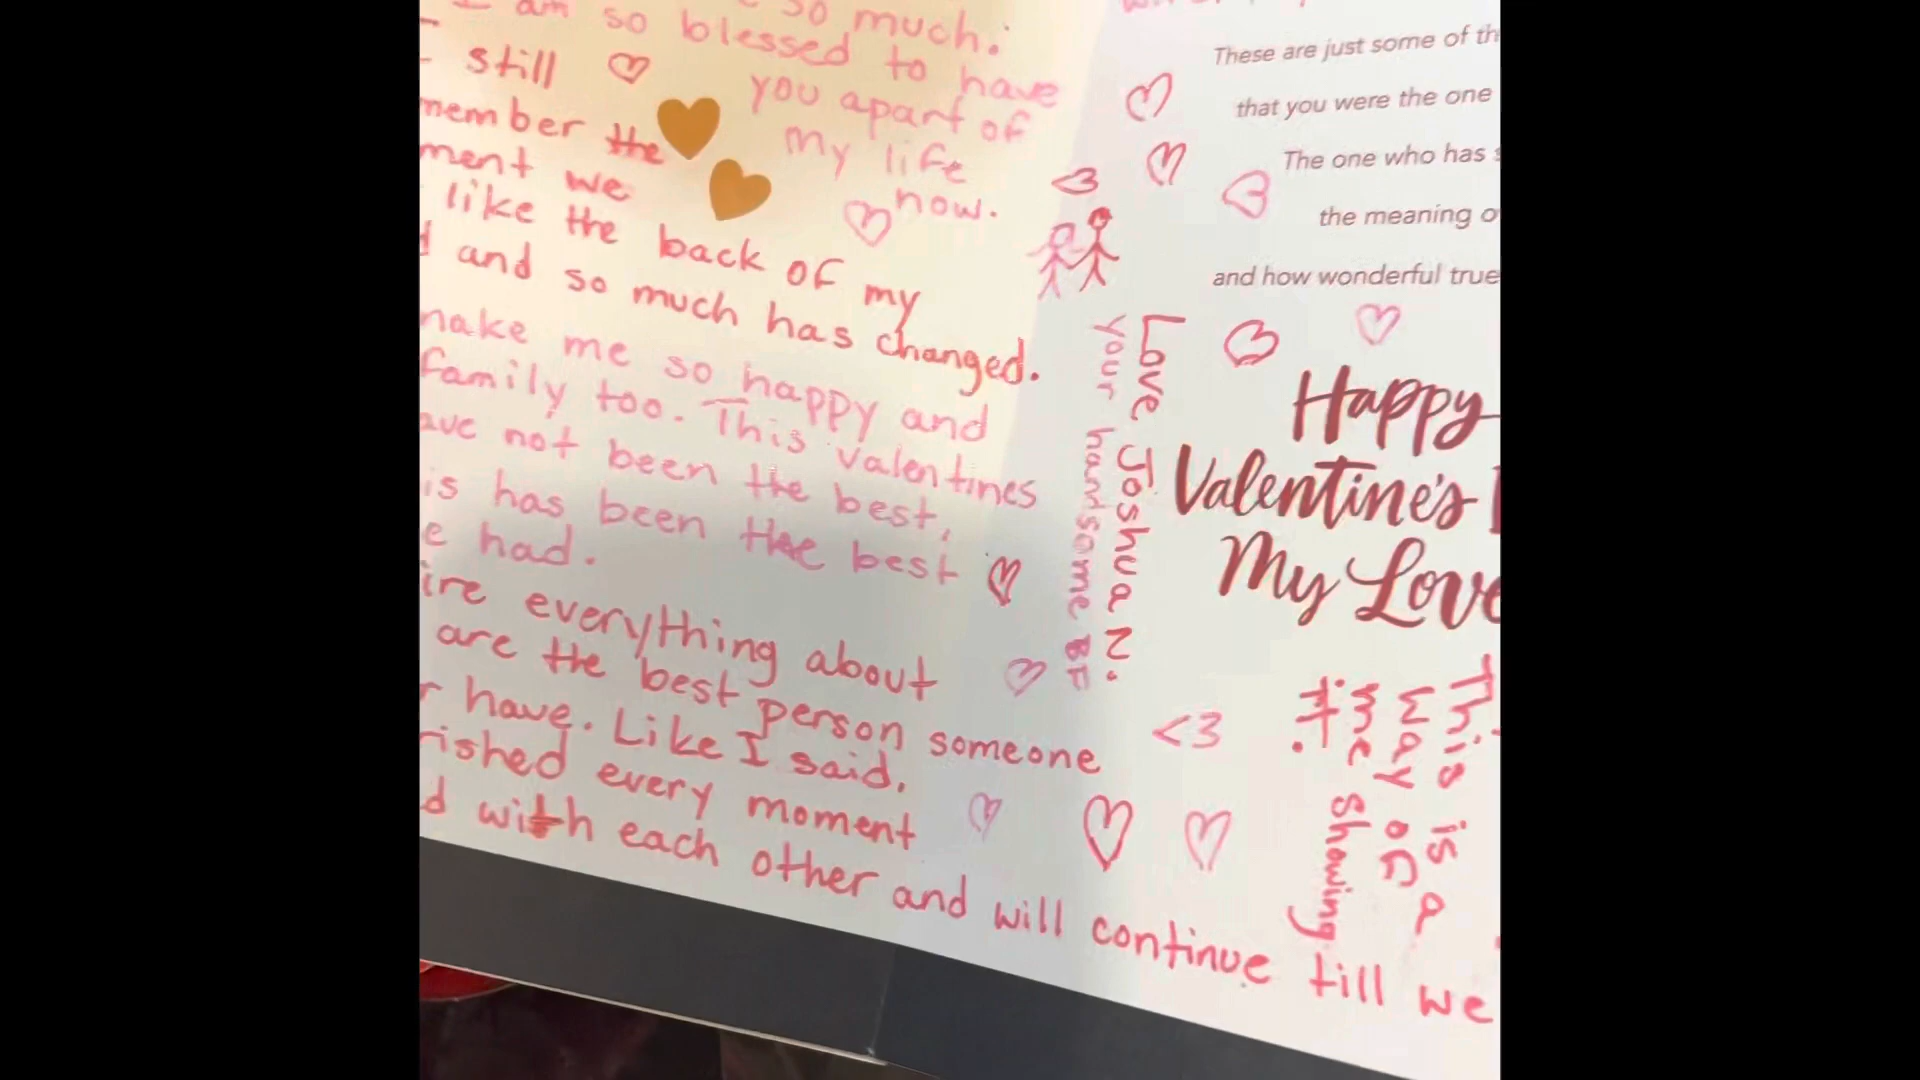 so much.
I am so blessed to have
you apart of
my life
now.
still
the
we
like the back of my
and so much has changed.
make me so happy and
family too. This valentines
not been the best,
is has been the best
had.
everything about
are the best person someone
have. Like I said.
every moment
with each other and will continue till we
Love Joshua N.
your handsome BF
<3
These are just some of
that you were the one
The one who has
the meaning
and how wonderful true
Happy
Valentine's
My Love
This is a
way of
me showing
it.